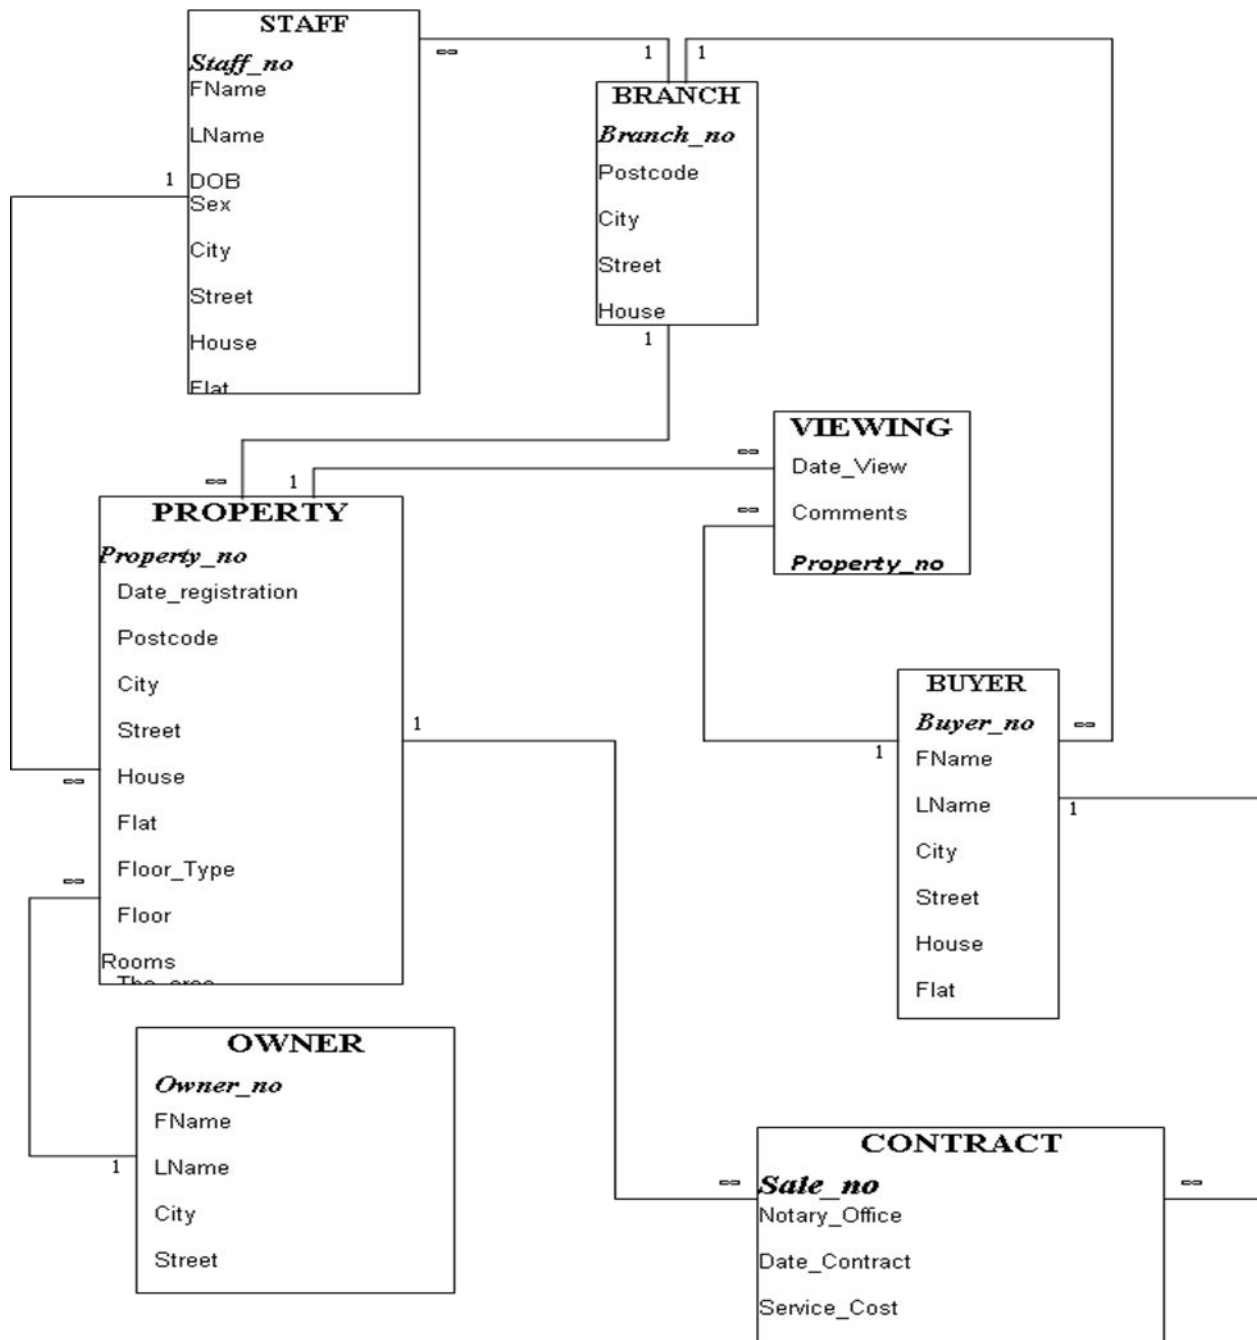 STAFF
Staff_no
FName
LName
DOB
Sex
City
Street
House
Flat
1
∞
1
1
BRANCH
Branch_no
Postcode
City
Street
House
1
VIEWING
Date_View
Comments
Property_no
∞
∞
∞
1
PROPERTY
Property_no
Date_registration
Postcode
City
Street
House
Flat
Floor_Type
Floor
Rooms
The_area
1
∞
∞
BUYER
Buyer_no
FName
LName
City
Street
House
Flat
∞
1
1
OWNER
Owner_no
FName
LName
City
Street
1
CONTRACT
Sale_no
Notary_Office
Date_Contract
Service_Cost
∞
∞